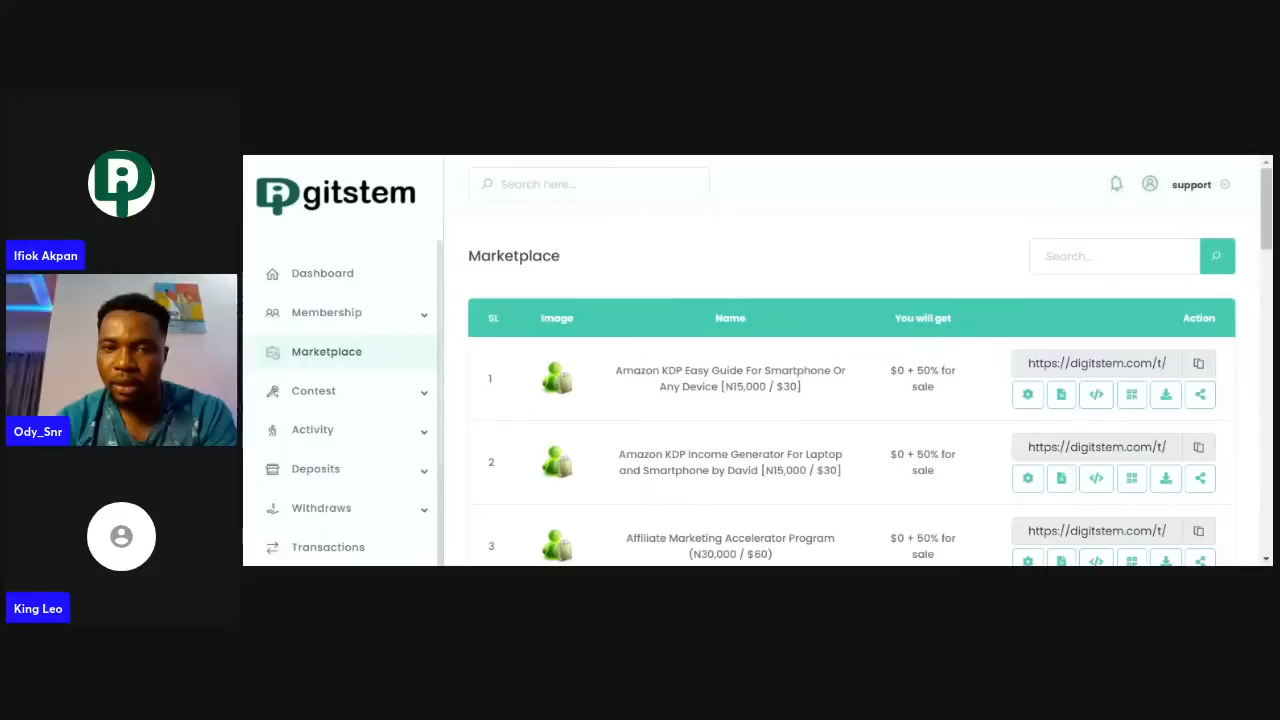 Ifiok Akpan
Ody_Snr
King Leo
Digitstem
Dashboard
Membership
Marketplace
Contest
Activity
Deposits
Withdraws
Transactions
Search here...
support
Marketplace
Search...
SL Image Name You will get Action
1
Amazon KDP Easy Guide For Smartphone Or
Any Device [N15,000 / $30]
$0 + 50% for
sale
https://digitstem.com/t/
2
Amazon KDP Income Generator For Laptop
and Smartphone by David [N15,000 / $30]
$0 + 50% for
sale
https://digitstem.com/t/
3
Affiliate Marketing Accelerator Program
(N30,000 / $60)
$0 + 50% for
sale
https://digitstem.com/t/